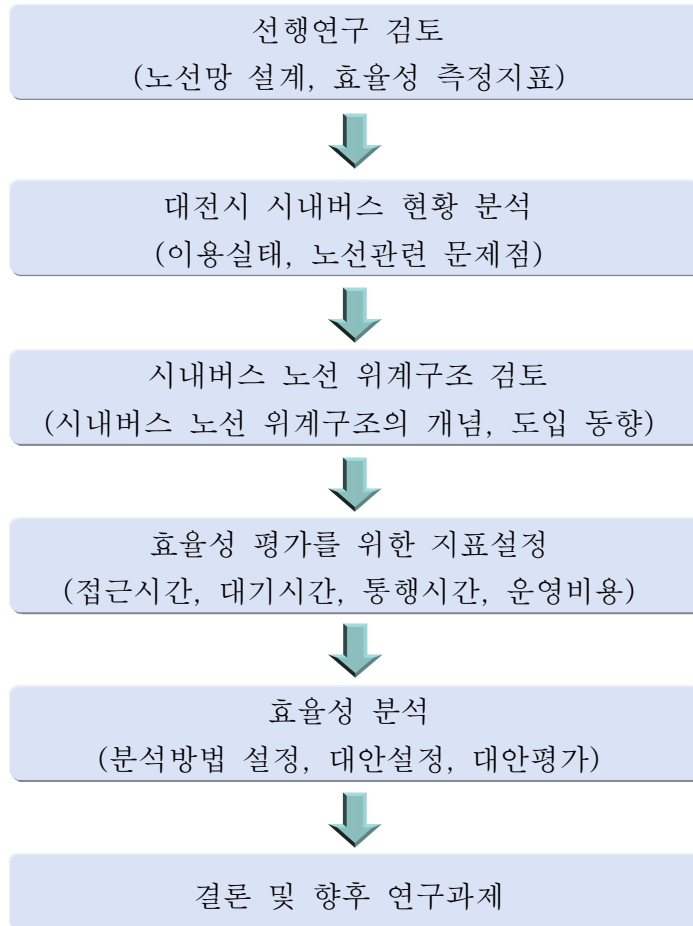 선행연구 검토
(노선망 설계, 효율성 측정지표)
대전시 시내버스 현황 분석
(이용실태, 노선관련 문제점)
시내버스 노선 위계구조 검토
(시내버스 노선 위계구조의 개념, 도입 동향)
효율성 평가를 위한 지표설정
(접근시간, 대기시간, 통행시간, 운영비용)
효율성 분석
(분석방법 설정, 대안설정, 대안평가)
결론 및 향후 연구과제